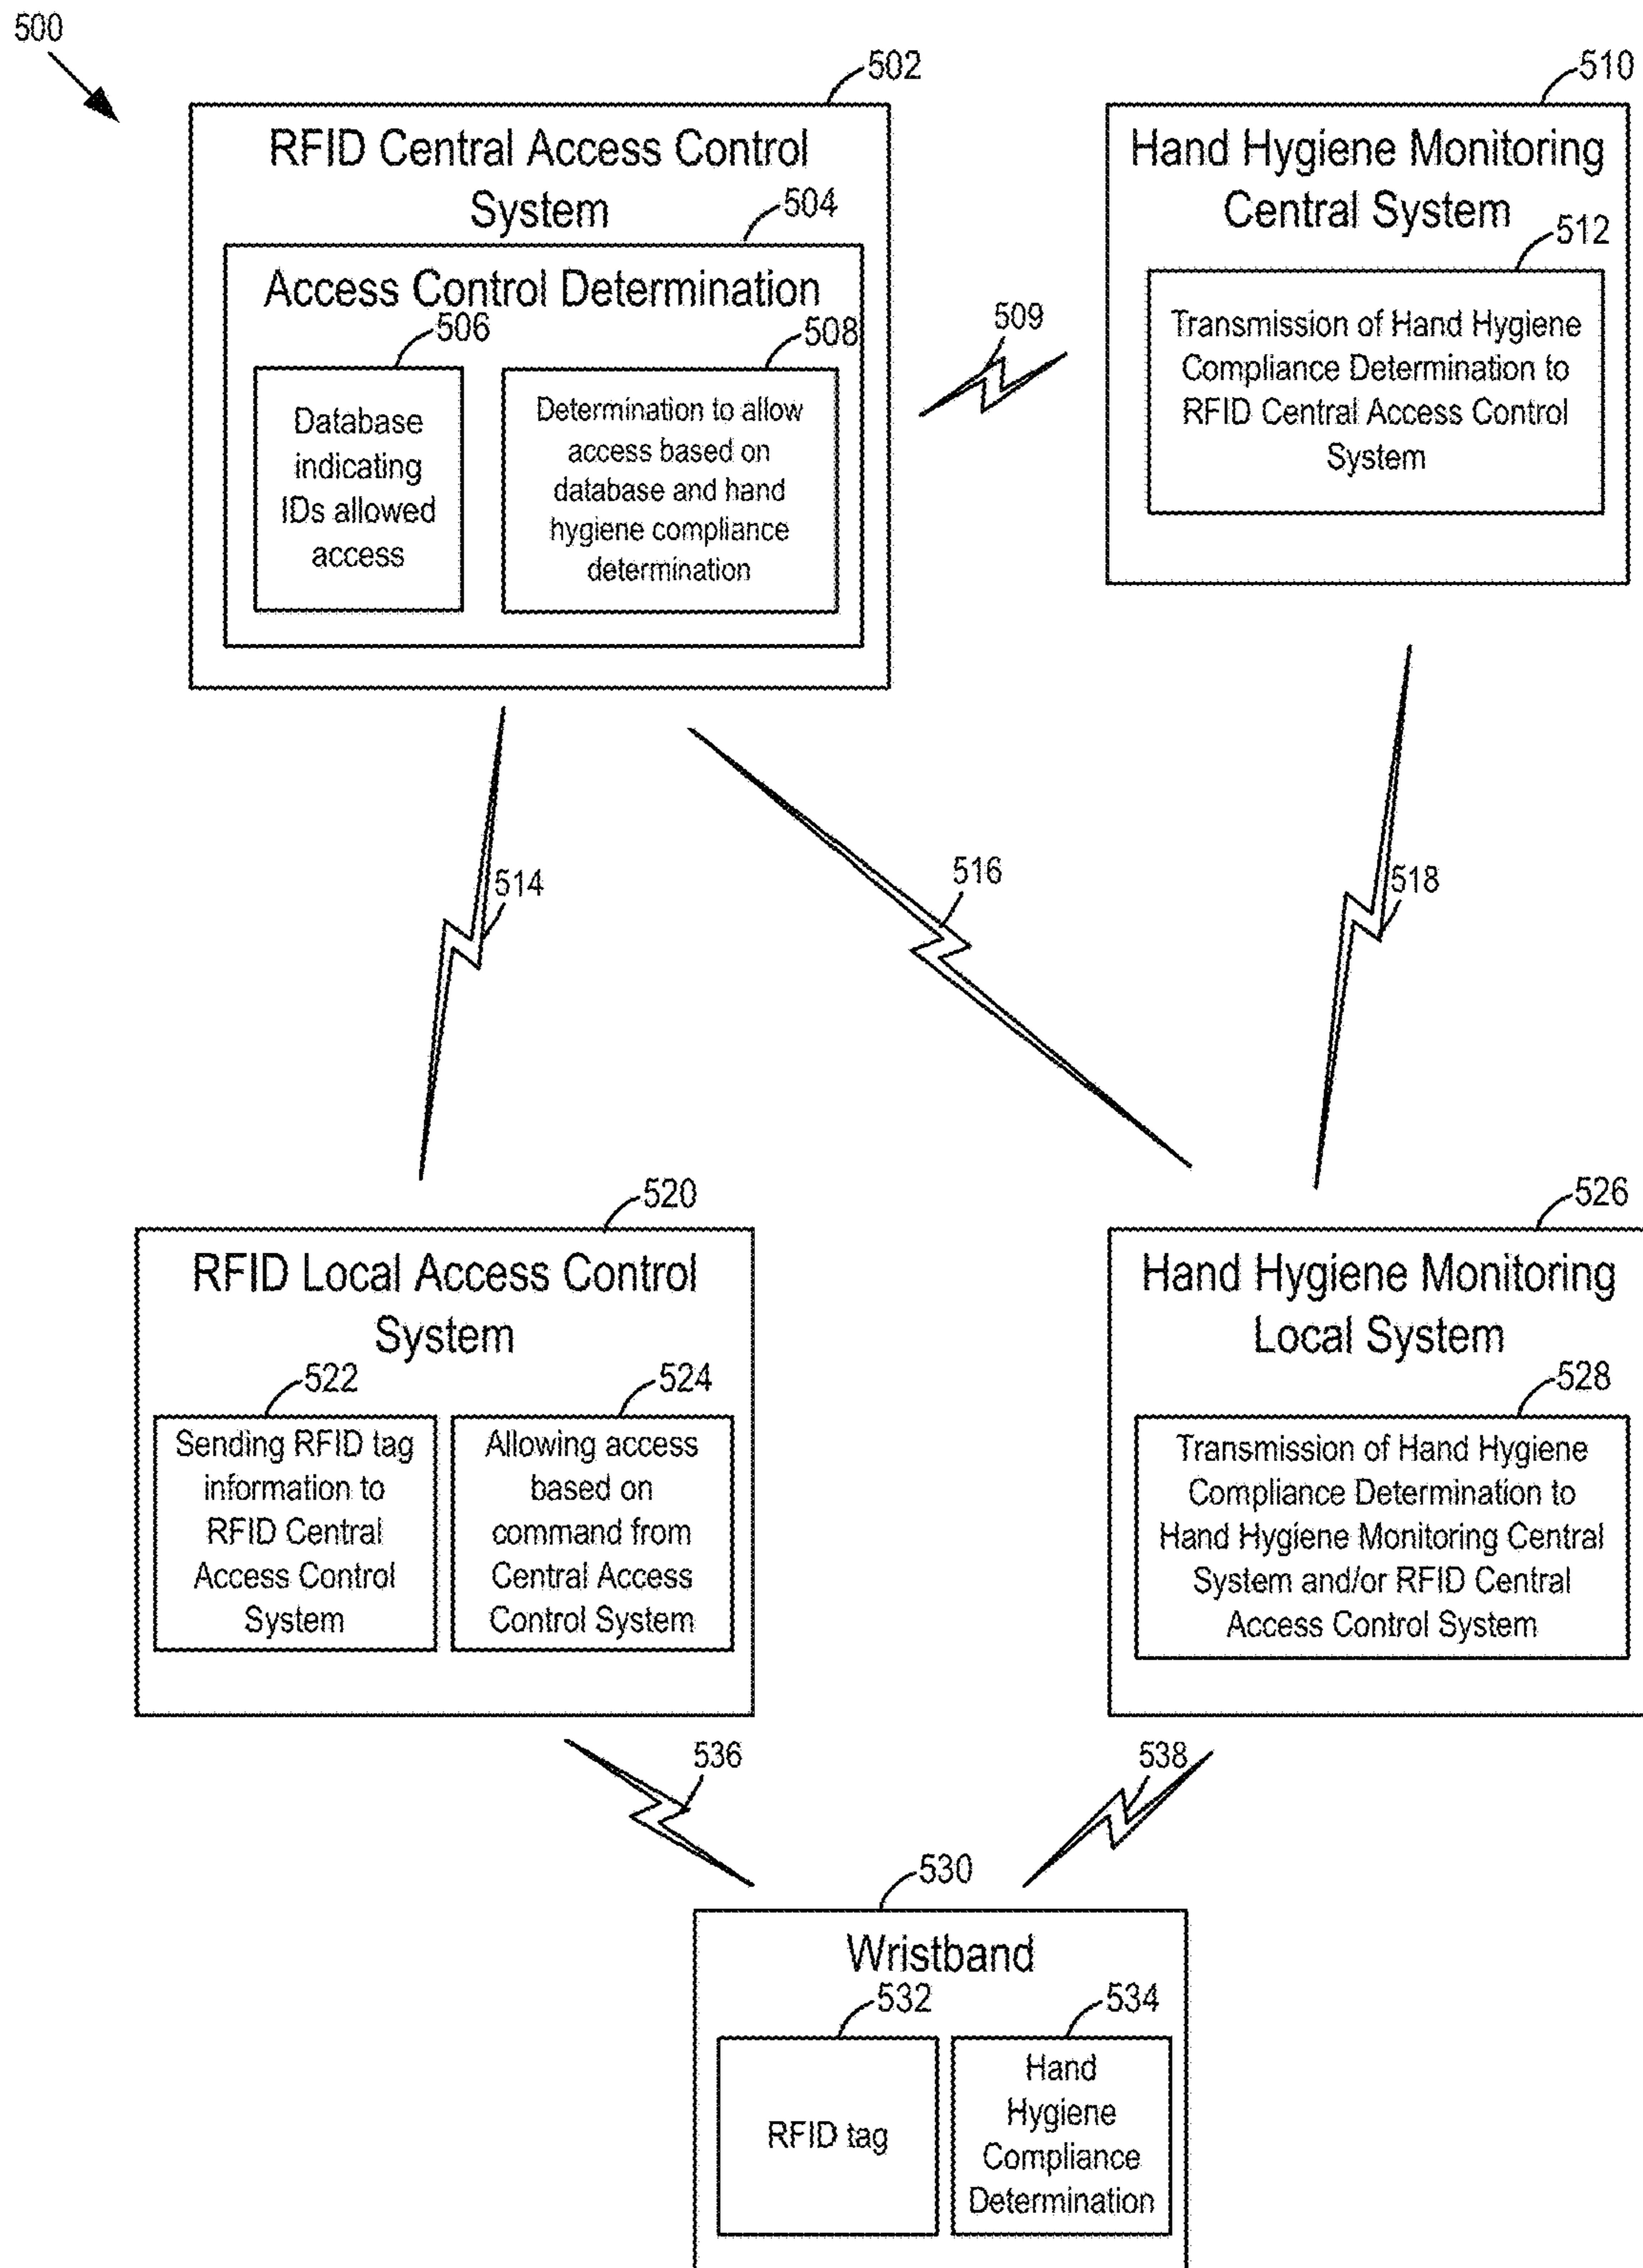 500
502
RFID Central Access Control
System
504
Access Control Determination
506
Database
indicating
IDs allowed
access
508
Determination to allow
access based on
database and hand
hygiene compliance
determination
509
510
Hand Hygiene Monitoring
Central System
512
Transmission of Hand Hygiene
Compliance Determination to
RFID Central Access Control
System
514
516
518
520
RFID Local Access Control
System
522
Sending RFID tag
information to
RFID Central
Access Control
System
524
Allowing access
based on
command from
Central Access
Control System
526
Hand Hygiene Monitoring
Local System
528
Transmission of Hand Hygiene
Compliance Determination to
Hand Hygiene Monitoring Central
System and/or RFID Central
Access Control System
536
538
530
Wristband
532
RFID tag
534
Hand
Hygiene
Compliance
Determination